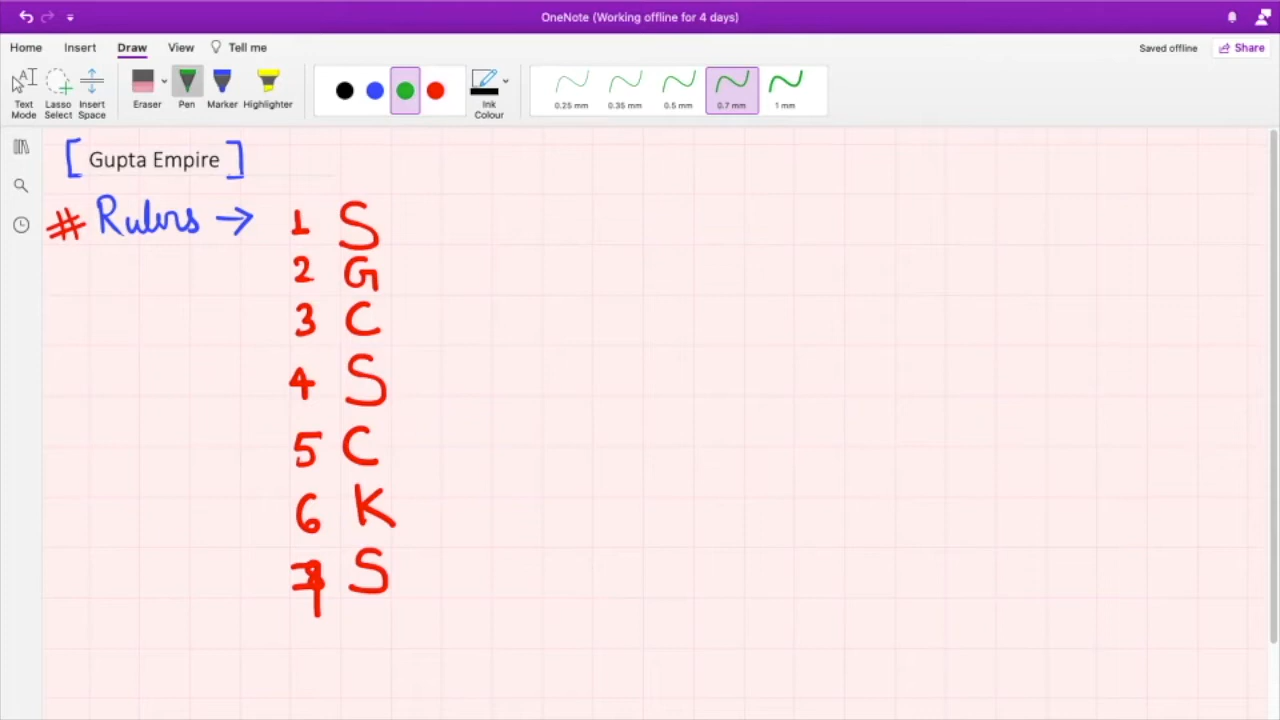 OneNote (Working offline for 4 days)
Home Insert Draw View Tell me Saved offline Share
Text Mode Lasso Select Insert Space Eraser Pen Marker Highlighter Ink Colour 0.25 mm 0.35 mm 0.5 mm 0.7 mm 1 mm
[ Gupta Empire ]
# Rulers → 1 S
2 G
3 C
4 S
5 C
6 K
7 S